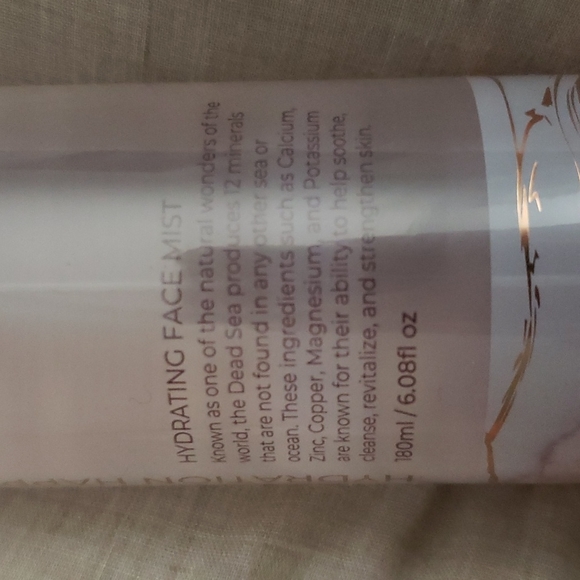 HYDRATING FACE MIST
Known as one of the natural wonders of the
world, the Dead Sea produces 12 minerals
that are not found in any other sea or
ocean. These ingredients such as Calcium,
Zinc, Copper, Magnesium, and Potassium
are known for their ability to help soothe,
cleanse, revitalize, and strengthen skin.
180ml/6.08fl oz